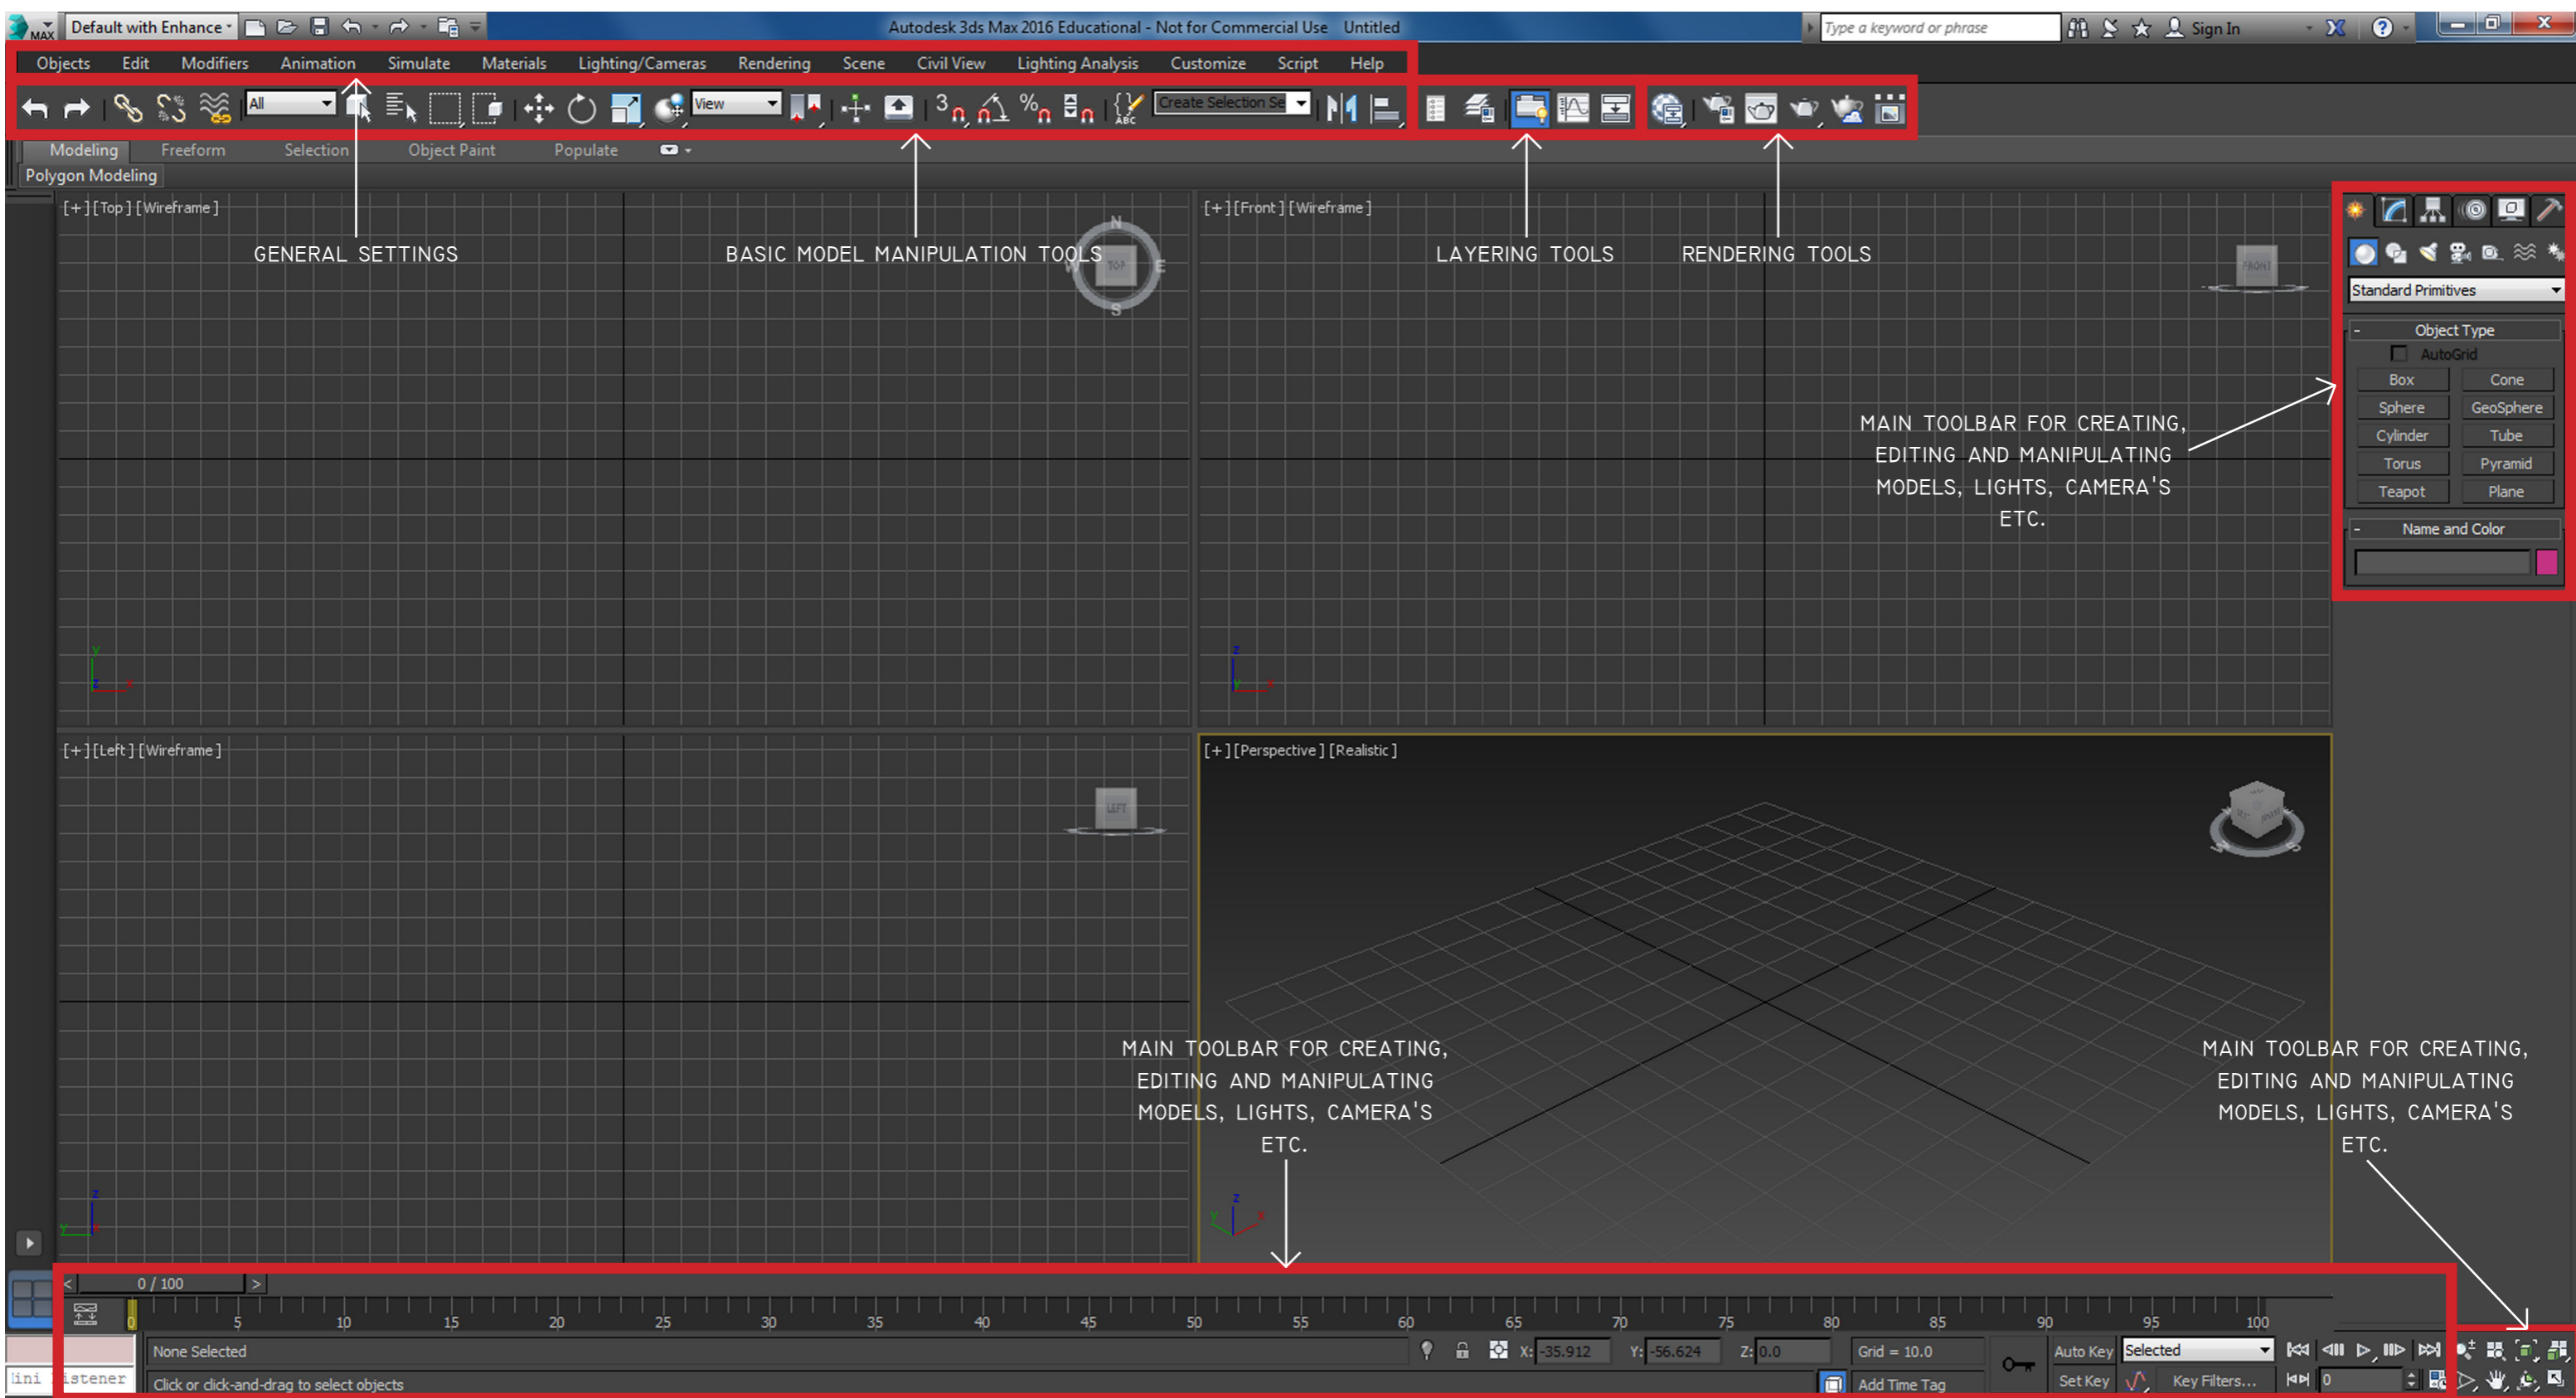 MAX
Default with Enhance
Autodesk 3ds Max 2016 Educational - Not for Commercial Use Untitled
Type a keyword or phrase
Sign In
Objects Edit Modifiers Animation Simulate Materials Lighting/Cameras Rendering Scene Civil View Lighting Analysis Customize Script Help
All
View
3
%
ABC
Create Selection Se
Modeling Freeform Selection Object Paint Populate
Polygon Modeling
[+][Top][Wireframe]
N
W
TOP
E
S
[+][Front][Wireframe]
FRONT
GENERAL SETTINGS
BASIC MODEL MANIPULATION TOOLS
LAYERING TOOLS
RENDERING TOOLS
Standard Primitives
- Object Type
AutoGrid
Box Cone
Sphere GeoSphere
Cylinder Tube
Torus Pyramid
Teapot Plane
- Name and Color
MAIN TOOLBAR FOR CREATING,
EDITING AND MANIPULATING
MODELS, LIGHTS, CAMERA'S
ETC.
y
z x
z
y x
[+][Left][Wireframe]
LEFT
[+][Perspective][Realistic]
MAIN TOOLBAR FOR CREATING,
EDITING AND MANIPULATING
MODELS, LIGHTS, CAMERA'S
ETC.
MAIN TOOLBAR FOR CREATING,
EDITING AND MANIPULATING
MODELS, LIGHTS, CAMERA'S
ETC.
z
y
z
y x
< 0 / 100 >
0 5 10 15 20 25 30 35 40 45 50 55 60 65 70 75 80 85 90 95 100
None Selected
X: -35.912 Y: -56.624 Z: 0.0
Grid = 10.0
Auto Key Selected
ini istener
Click or click-and-drag to select objects
Add Time Tag
Set Key Key Filters...
0